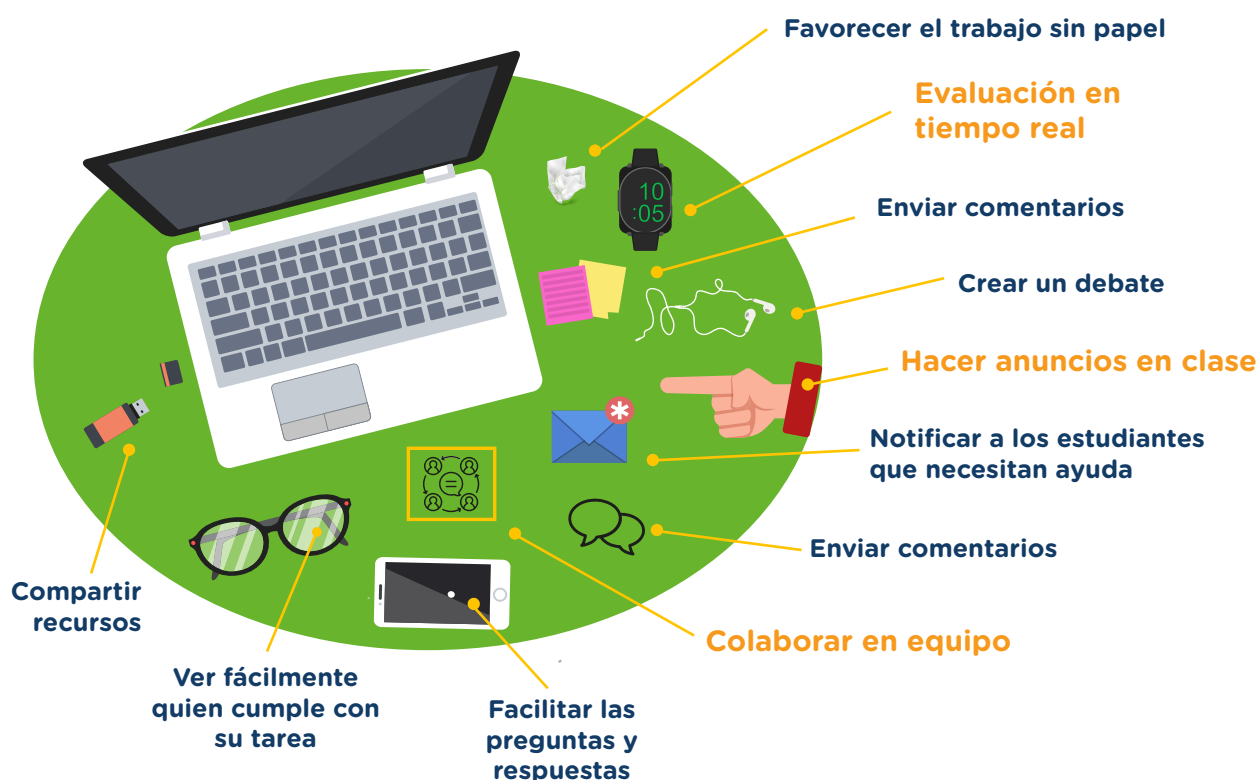 Favorecer el trabajo sin papel
Evaluación en
tiempo real
10
:05
Enviar comentarios
Crear un debate
Hacer anuncios en clase
*
Notificar a los estudiantes
que necesitan ayuda
Enviar comentarios
Colaborar en equipo
Compartir
recursos
Ver fácilmente
quien cumple con
su tarea
Facilitar las
preguntas y
respuestas